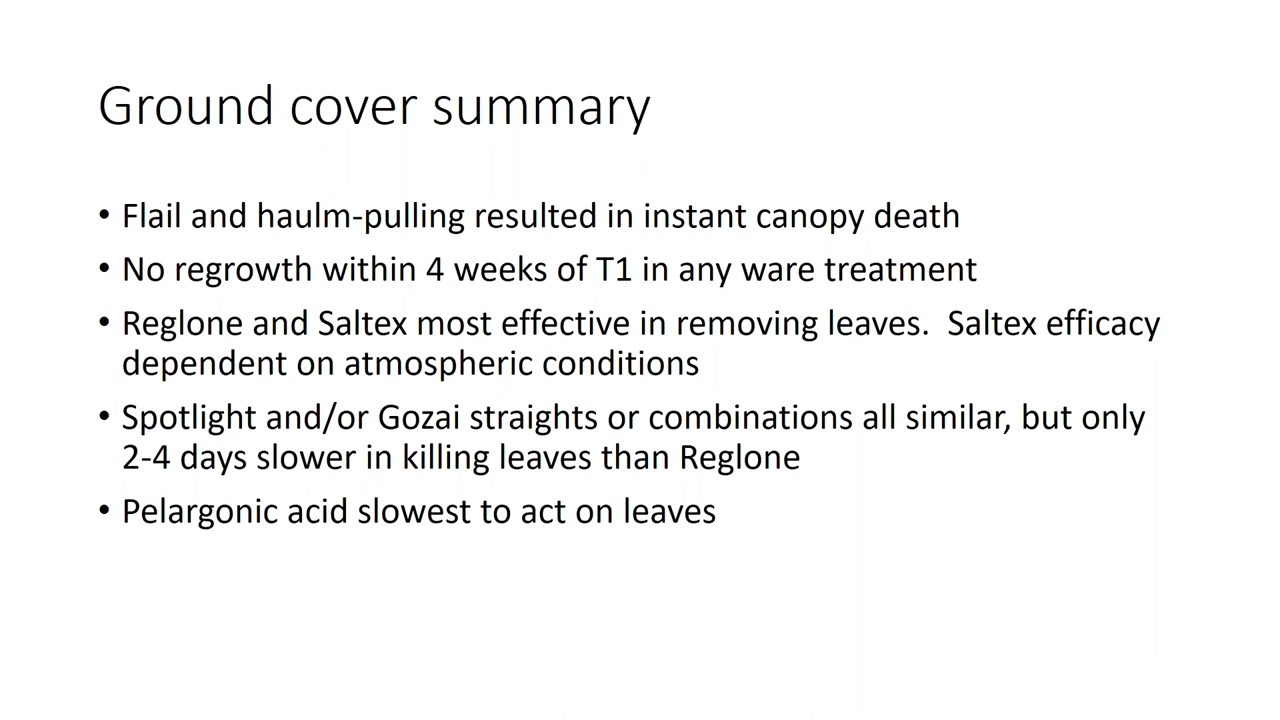 Ground cover summary
• Flail and haulm-pulling resulted in instant canopy death
• No regrowth within 4 weeks of T1 in any ware treatment
• Reglone and Saltex most effective in removing leaves.  Saltex efficacy
dependent on atmospheric conditions
• Spotlight and/or Gozai straights or combinations all similar, but only
2-4 days slower in killing leaves than Reglone
• Pelargonic acid slowest to act on leaves